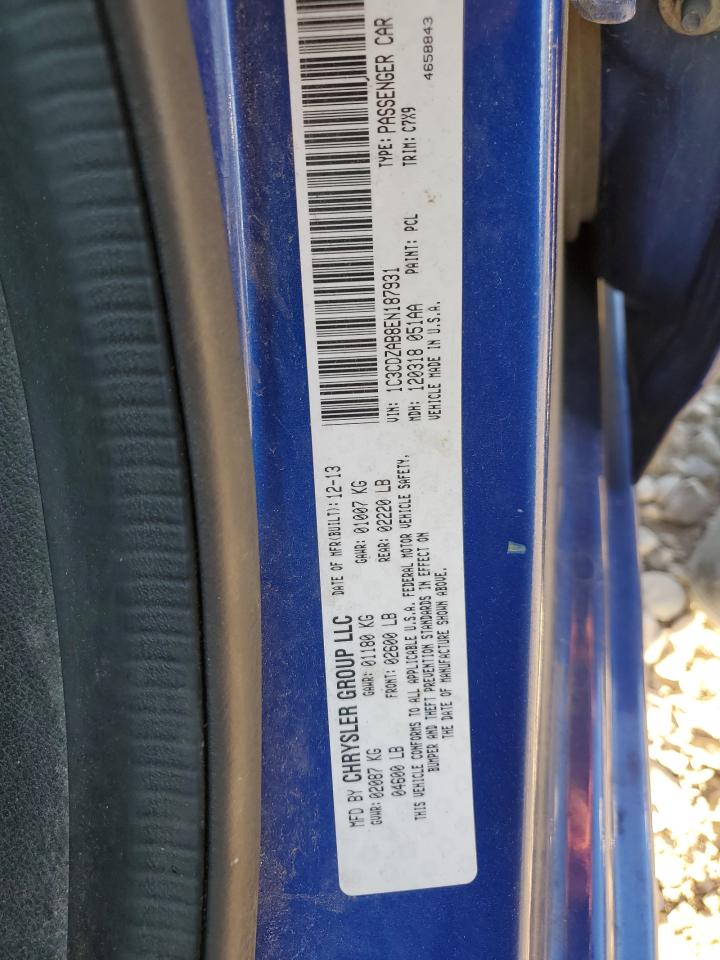 MFD BY CHRYSLER GROUP LLC DATE OF MFR(BUILT): 12-13
GVWR: 02087 KG GAWR: 01180 KG GAWR: 01007 KG
04600 LB FRONT: 02600 LB REAR: 02220 LB
THIS VEHICLE CONFORMS TO ALL APPLICABLE U.S.A. FEDERAL MOTOR VEHICLE SAFETY,
BUMPER AND THEFT PREVENTION STANDARDS IN EFFECT ON
THE DATE OF MANUFACTURE SHOWN ABOVE.
VIN: 1C3CDZAB8EN187931 TYPE: PASSENGER CAR
MDH: 120318 051AA PAINT: PCL TRIM: C7X9
VEHICLE MADE IN U.S.A. 4658843